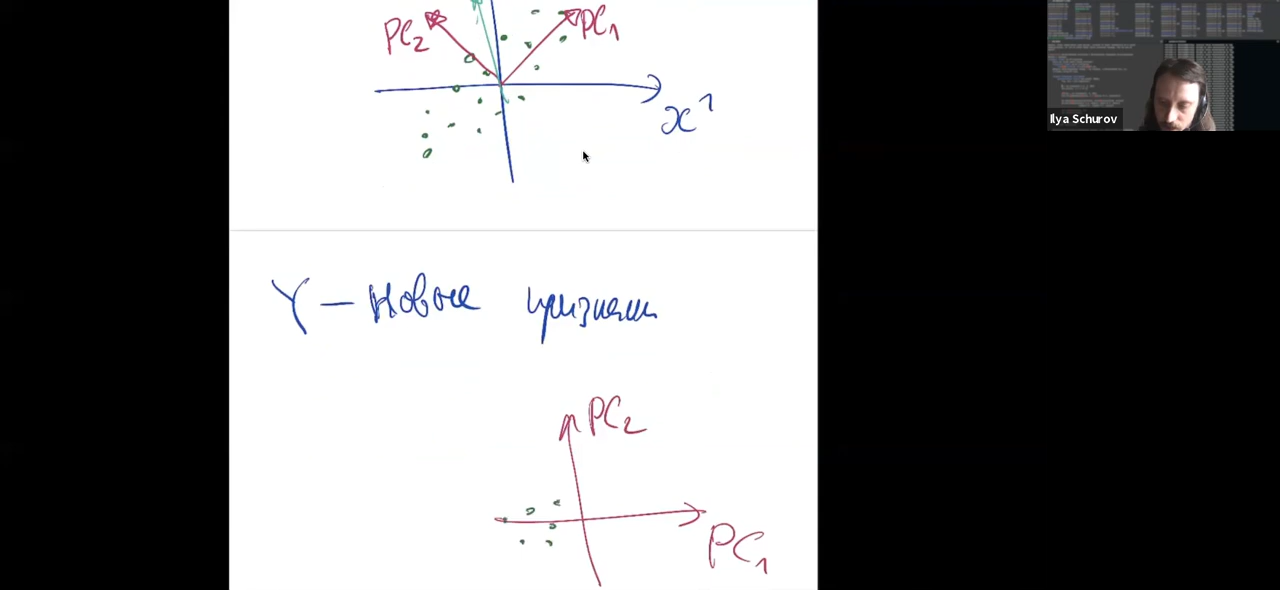 PC₂
PC₁
x¹
Ilya Schurov
Y — новые признаки
PC₂
PC₁